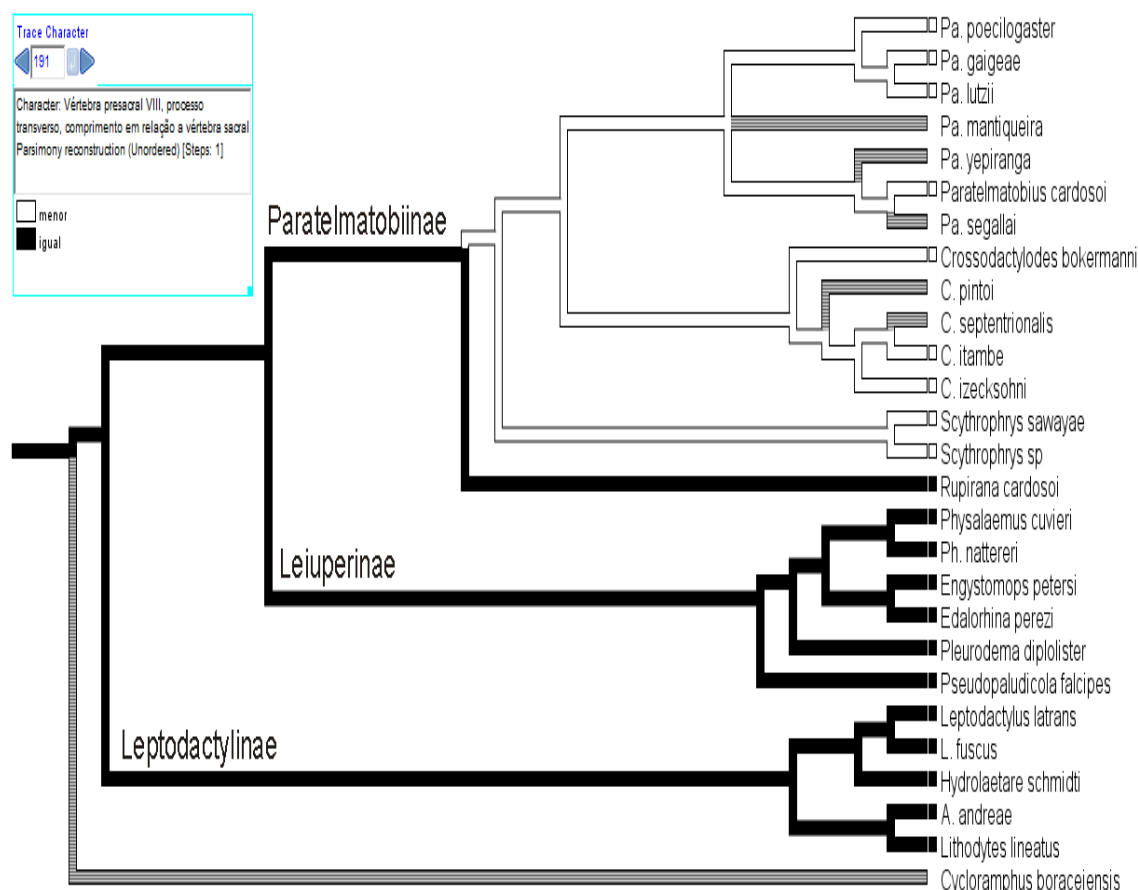 Trace Character
191
Character: Vértebra presacral VIII, processo
transverso, comprimento em relação a vértebra sacral
Parsimony reconstruction (Unordered) [Steps: 1]
menor
igual
Paratelmatobiinae
Leiuperinae
Leptodactylinae
Pa. poecilogaster
Pa. gaigeae
Pa. lutzii
Pa. mantiqueira
Pa. yepiranga
Paratelmatobius cardosoi
Pa. segallai
Crossodactylodes bokermanni
C. pintoi
C. septentrionalis
C. itambe
C. izecksohni
Scythrophrys sawayae
Scythrophrys sp
Rupirana cardosoi
Physalaemus cuvieri
Ph. nattereri
Engystomops petersi
Edalorhina perezi
Pleurodema diplolister
Pseudopaludicola falcipes
Leptodactylus latrans
L. fuscus
Hydrolaetare schmidti
A. andreae
Lithodytes lineatus
Cycloramphus boraceiensis